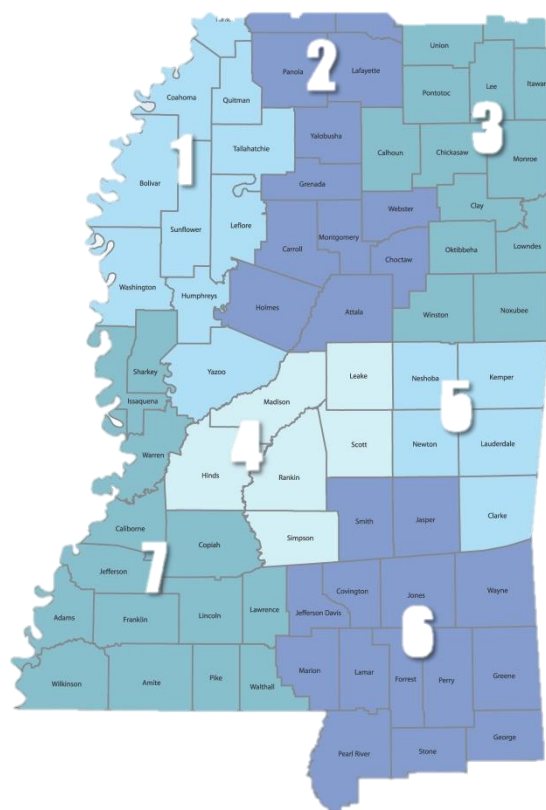 Union
2
Panola
Lafayette
Lee
Coahoma
Quitman
Pontotoc
3
1
Yalobusha
Tallahatchie
Calhoun
Chickasaw
Monroe
Bolivar
Grenada
Webster
Clay
Sunflower
Leflore
Montgomery
Carroll
Choctaw
Oktibbeha
Lowndes
Washington
Humphreys
Holmes
Attala
Winston
Noxubee
Sharkey
Yazoo
Leake
Neshoba
Kemper
Issaquena
Madison
5
4
Scott
Newton
Lauderdale
Warren
Hinds
Rankin
Smith
Jasper
Clarke
Caliborne
Copiah
Simpson
7
Jefferson
Covington
Jones
Wayne
Adams
Franklin
Lincoln
Lawrence
Jefferson Davis
6
Marion
Lamar
Forrest
Perry
Greene
Wilkinson
Amite
Pike
Walthall
George
Pearl River
Stone